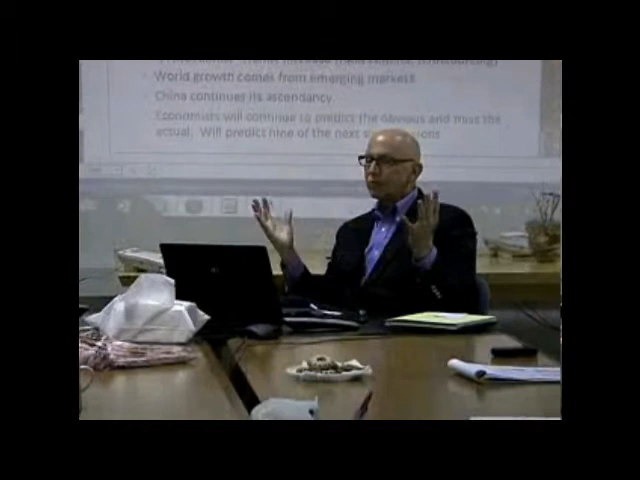 World growth comes from emerging markets
China continues its ascendancy
Economists will continue to predict the obvious and miss the
actual. Will predict nine of the next